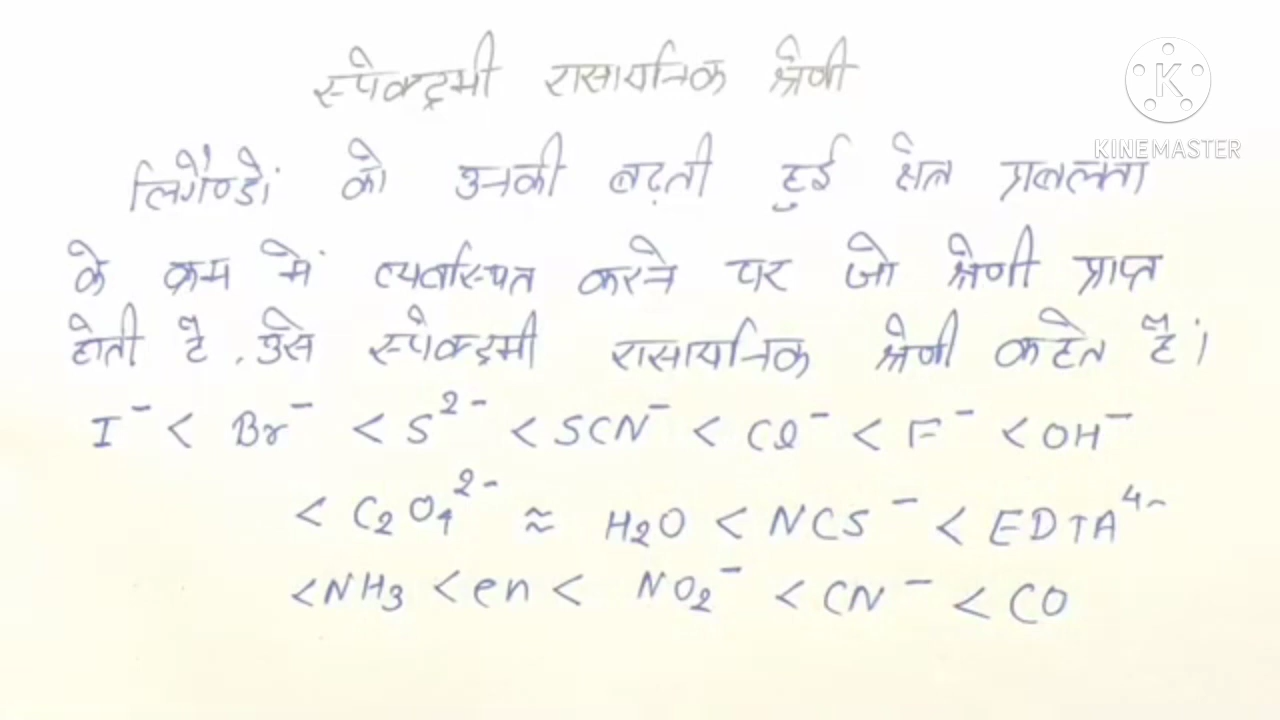 स्पेक्ट्रमी रासायनिक श्रेणी
K
KINEMASTER
लिगैण्डों को उनकी बढ़ती हुई क्षेत्र प्रबलता
के क्रम में व्यवस्थित करने पर जो श्रेणी प्राप्त
होती है, उसे स्पेक्ट्रमी रासायनिक श्रेणी कहते हैं।
I⁻ < Br⁻ < S²⁻ < SCN⁻ < Cl⁻ < F⁻ < OH⁻
< C₂O₄²⁻ ≈ H₂O < NCS⁻ < EDTA⁴⁻
< NH₃ < en < NO₂⁻ < CN⁻ < CO